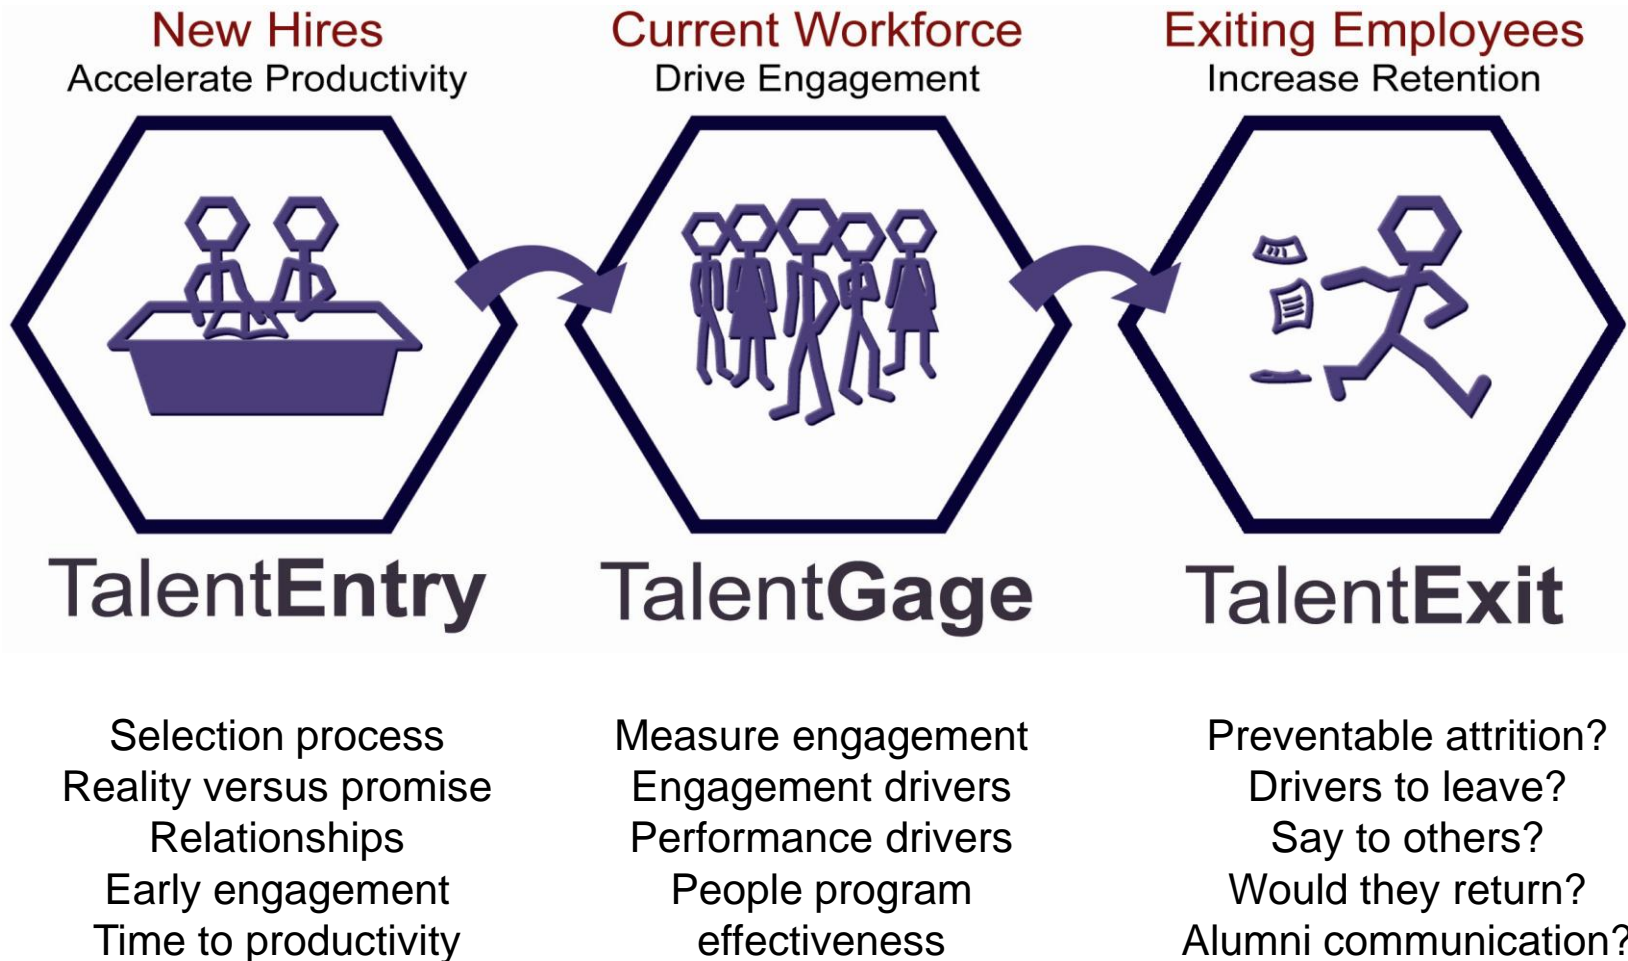 New Hires
Accelerate Productivity
Current Workforce
Drive Engagement
Exiting Employees
Increase Retention
TalentEntry
TalentGage
TalentExit
Selection process
Reality versus promise
Relationships
Early engagement
Time to productivity
Measure engagement
Engagement drivers
Performance drivers
People program
effectiveness
Preventable attrition?
Drivers to leave?
Say to others?
Would they return?
Alumni communication?